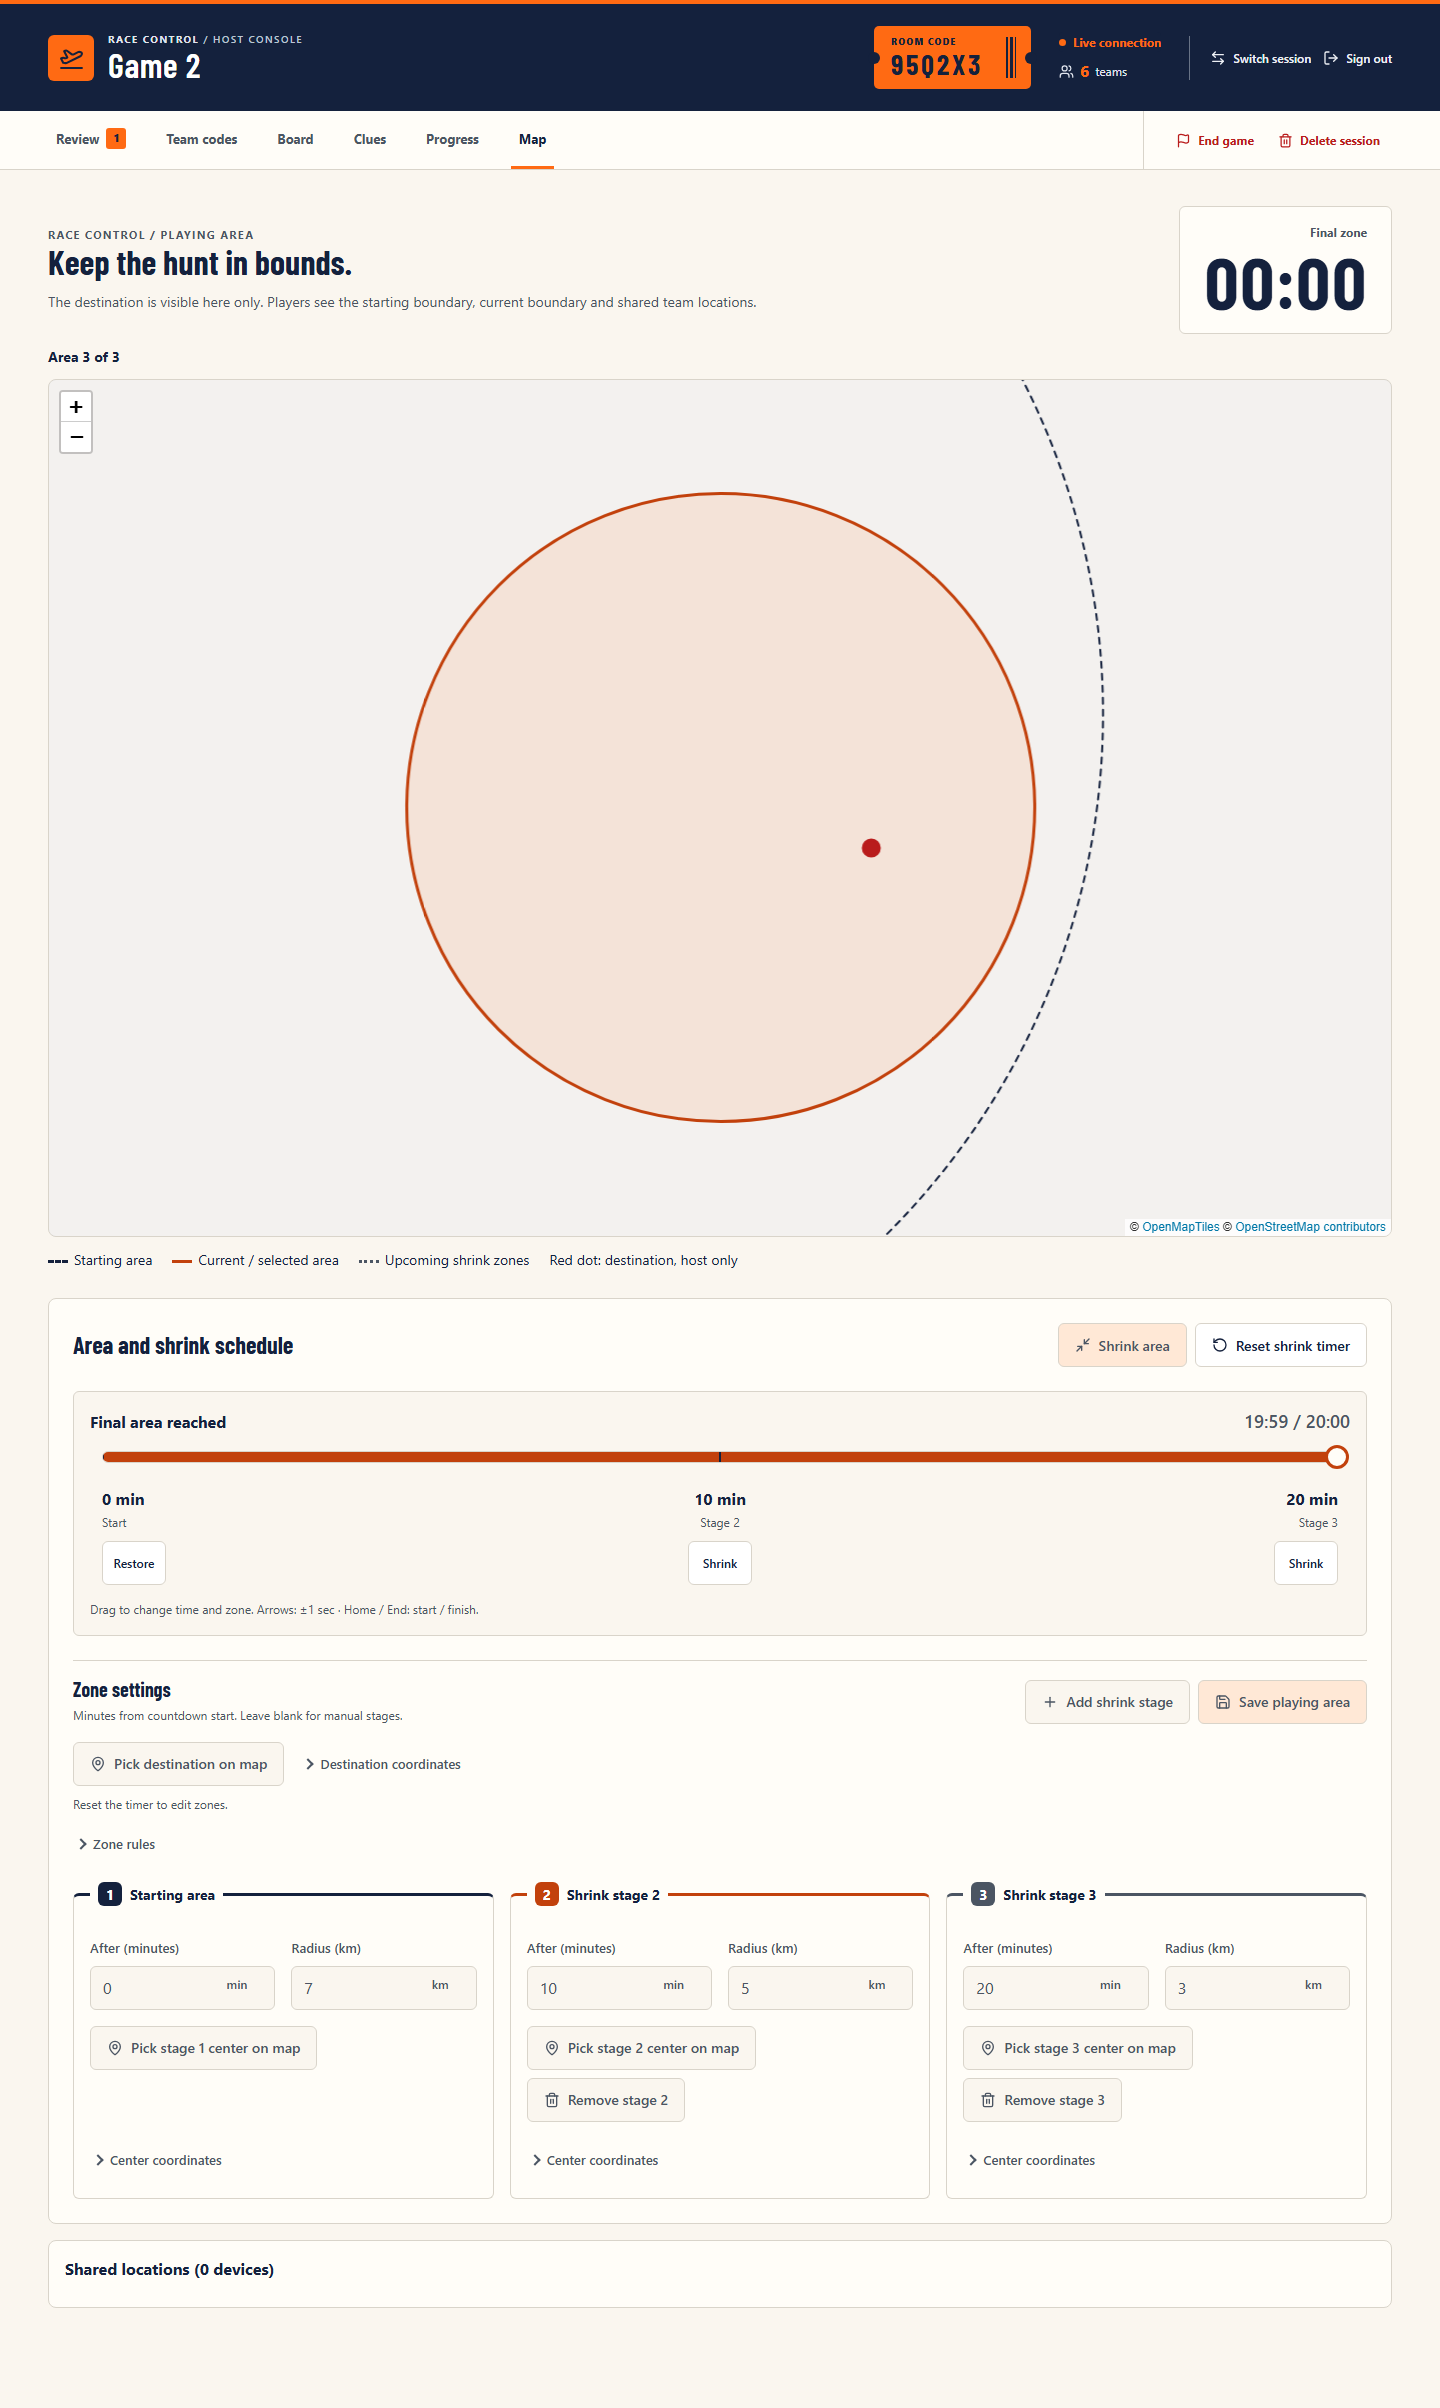 RACE CONTROL / HOST CONSOLE
Game 2
ROOM CODE
95Q2X3
Live connection
6 teams
Switch session
Sign out
Review 1
Team codes
Board
Clues
Progress
Map
End game
Delete session
RACE CONTROL / PLAYING AREA
Keep the hunt in bounds.
The destination is visible here only. Players see the starting boundary, current boundary and shared team locations.
Final zone
00:00
Area 3 of 3
+
−
© OpenMapTiles © OpenStreetMap contributors
Starting area
Current / selected area
Upcoming shrink zones
Red dot: destination, host only
Area and shrink schedule
Shrink area
Reset shrink timer
Final area reached
19:59 / 20:00
0 min
Start
Restore
10 min
Stage 2
Shrink
20 min
Stage 3
Shrink
Drag to change time and zone. Arrows: ±1 sec · Home / End: start / finish.
Zone settings
Minutes from countdown start. Leave blank for manual stages.
Add shrink stage
Save playing area
Pick destination on map
Destination coordinates
Reset the timer to edit zones.
Zone rules
1 Starting area
After (minutes)
0 min
Radius (km)
7 km
Pick stage 1 center on map
Center coordinates
2 Shrink stage 2
After (minutes)
10 min
Radius (km)
5 km
Pick stage 2 center on map
Remove stage 2
Center coordinates
3 Shrink stage 3
After (minutes)
20 min
Radius (km)
3 km
Pick stage 3 center on map
Remove stage 3
Center coordinates
Shared locations (0 devices)